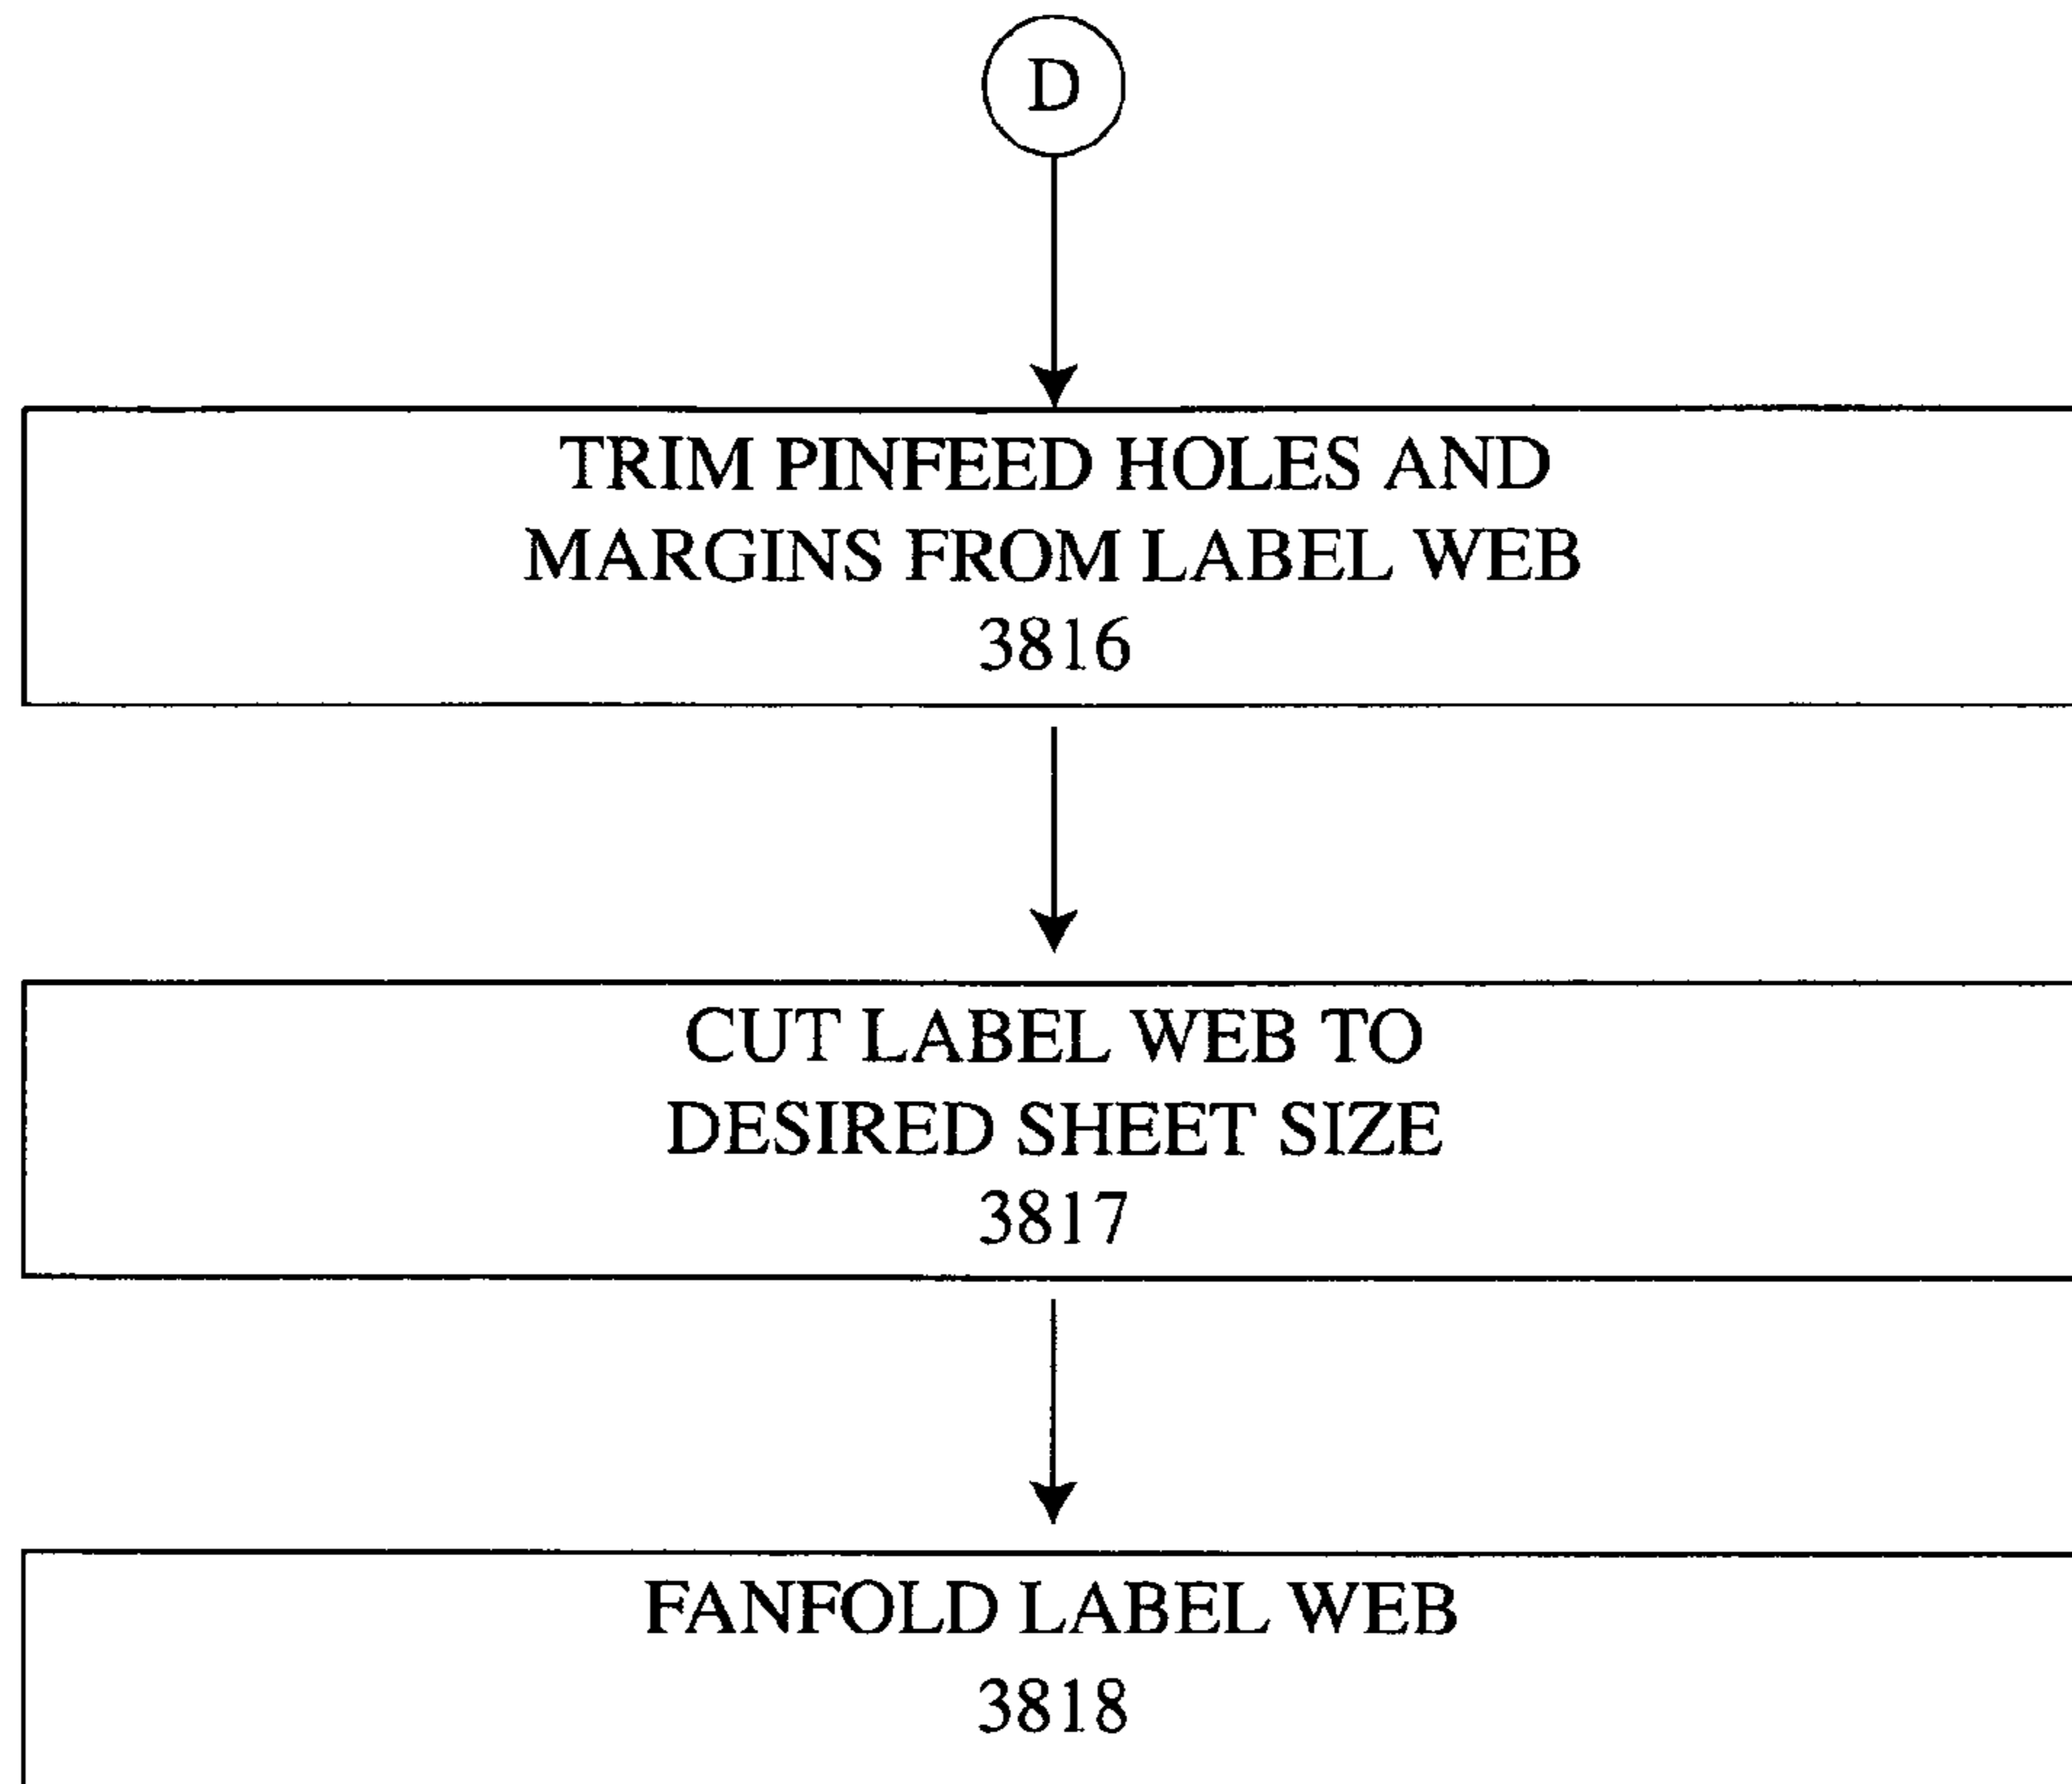 D
TRIM PINFEED HOLES AND
MARGINS FROM LABEL WEB
3816
CUT LABEL WEB TO
DESIRED SHEET SIZE
3817
FANFOLD LABEL WEB
3818